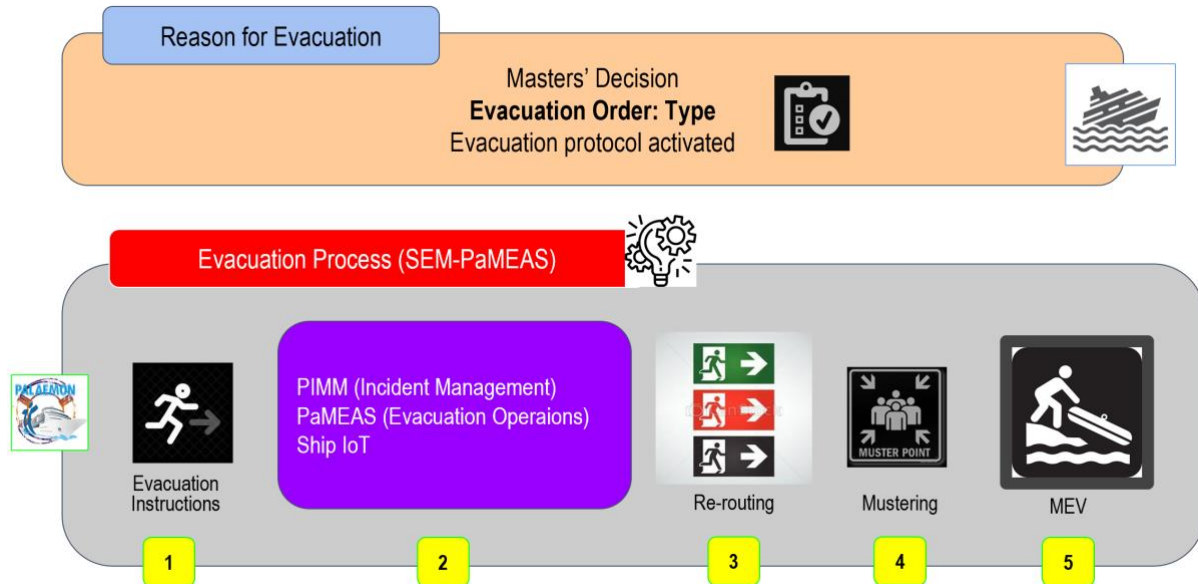 Reason for Evacuation
Masters' Decision
Evacuation Order: Type
Evacuation protocol activated
Evacuation Process (SEM-PaMEAS)
PALAEMON
PIMM (Incident Management)
PaMEAS (Evacuation Operaions)
Ship IoT
MUSTER POINT
Evacuation
Instructions
Re-routing
Mustering
MEV
1
2
3
4
5